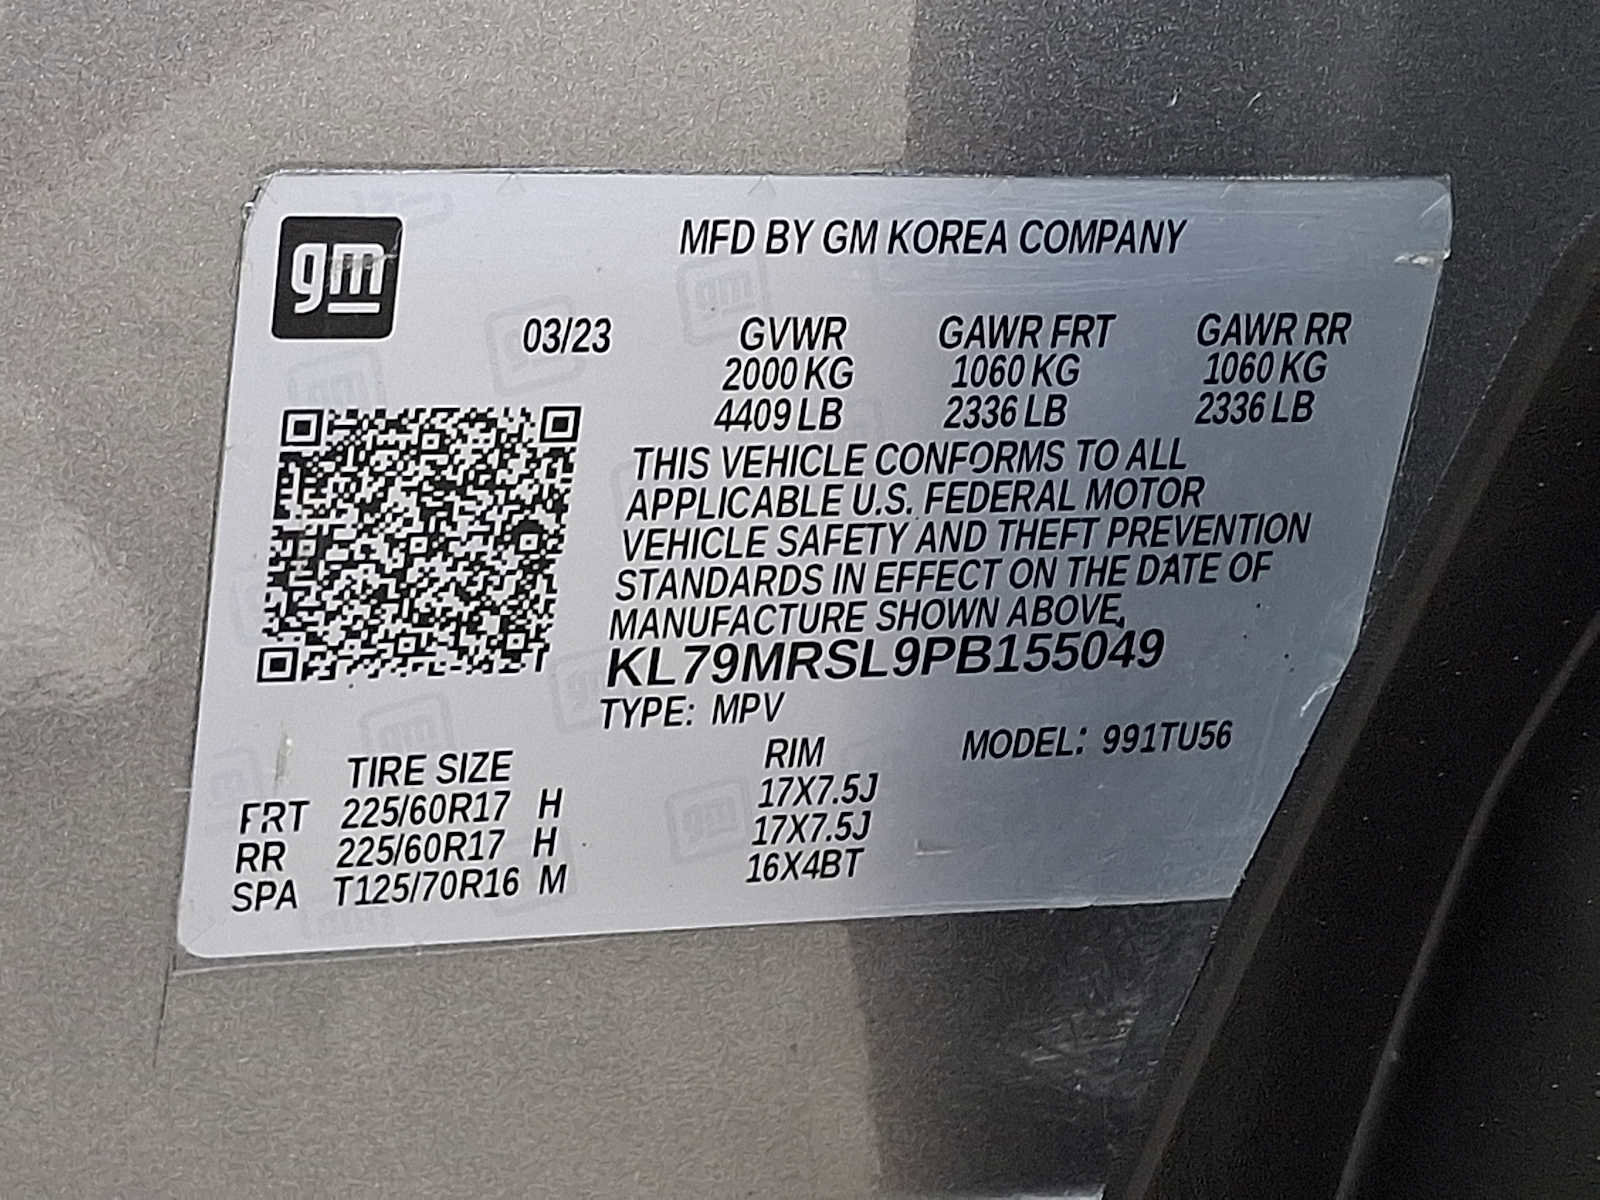 gm
MFD BY GM KOREA COMPANY
03/23 GVWR GAWR FRT GAWR RR
2000 KG 1060 KG 1060 KG
4409 LB 2336 LB 2336 LB
THIS VEHICLE CONFORMS TO ALL
APPLICABLE U.S. FEDERAL MOTOR
VEHICLE SAFETY AND THEFT PREVENTION
STANDARDS IN EFFECT ON THE DATE OF
MANUFACTURE SHOWN ABOVE.
KL79MRSL9PB155049
TYPE: MPV
TIRE SIZE RIM MODEL: 991TU56
FRT 225/60R17 H 17X7.5J
RR 225/60R17 H 17X7.5J
SPA T125/70R16 M 16X4BT